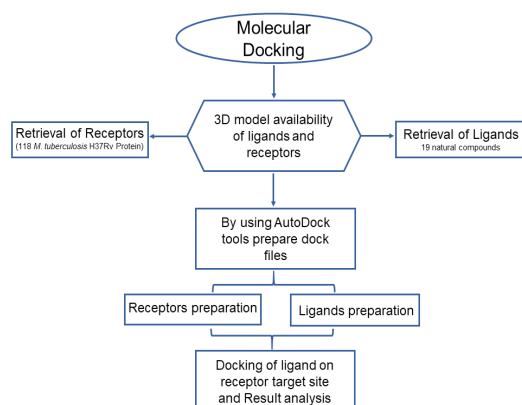 Molecular
Docking
3D model availability
of ligands and
receptors
Retrieval of Receptors
(118 M. tuberculosis H37Rv Protein)
Retrieval of Ligands
19 natural compounds
By using AutoDock
tools prepare dock
files
Receptors preparation
Ligands preparation
Docking of ligand on
receptor target site
and Result analysis